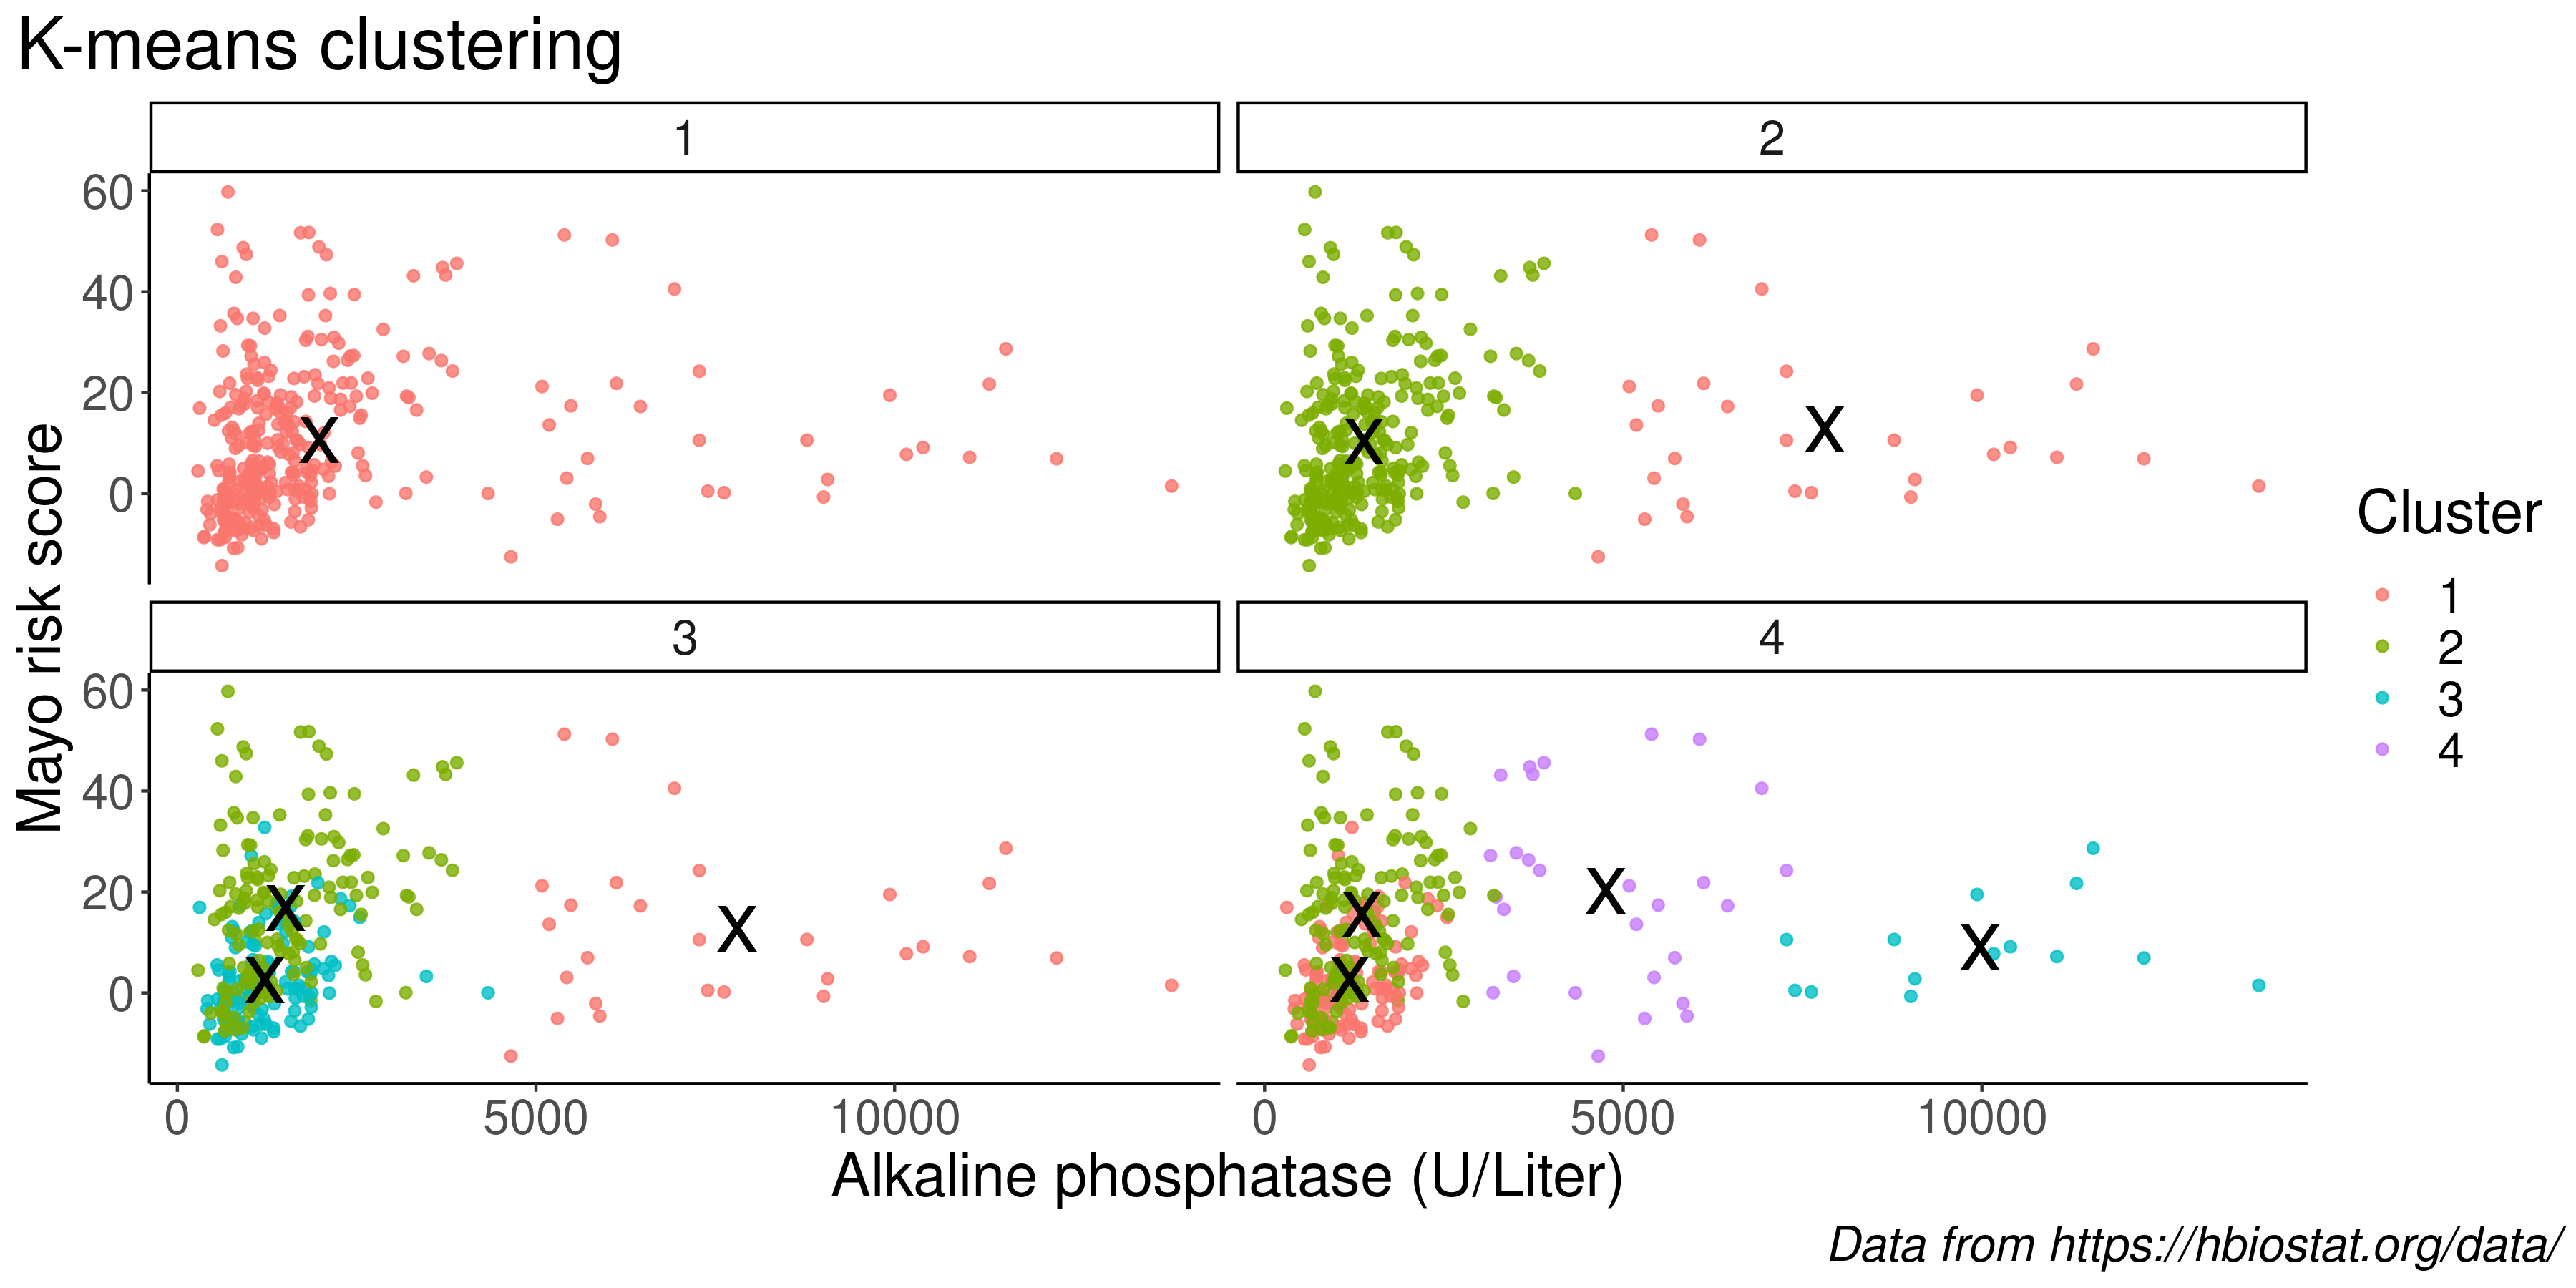 K-means clustering
1
2
60
40
20
0
3
4
60
40
20
0
0
5000
10000
0
5000
10000
Mayo risk score
Alkaline phosphatase (U/Liter)
Cluster
1
2
3
4
X
X
X
X
X
X
X
X
X
X
Data from https://hbiostat.org/data/